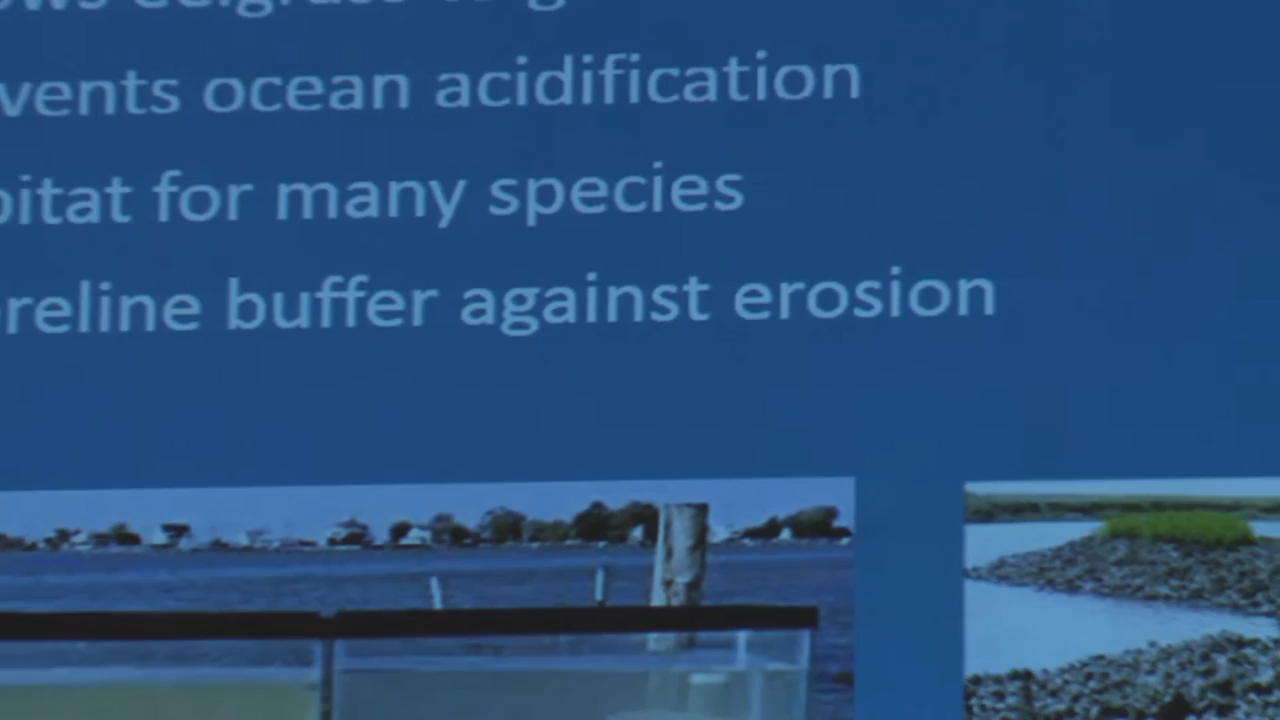 vents ocean acidification
bitat for many species
reline buffer against erosion